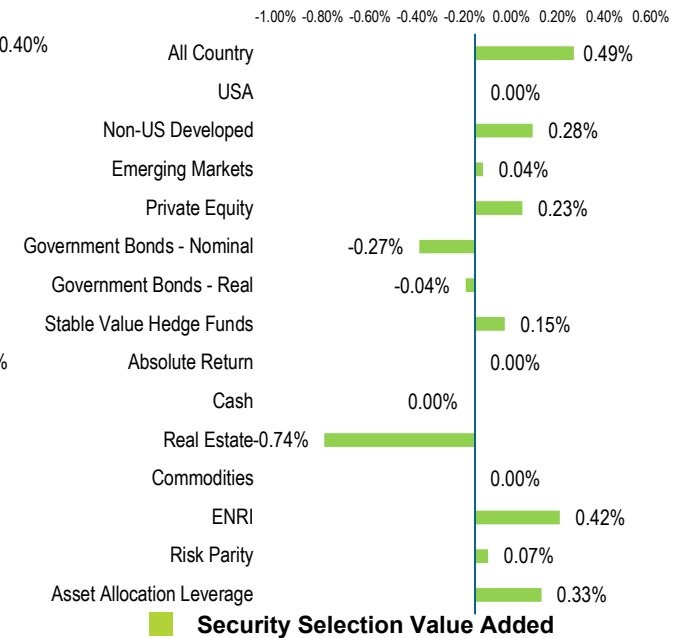 -1.00% -0.80% -0.60% -0.40% -0.20% 0.00% 0.20% 0.40% 0.60%
0.40%
All Country 0.49%
USA 0.00%
Non-US Developed 0.28%
Emerging Markets 0.04%
Private Equity 0.23%
Government Bonds - Nominal -0.27%
Government Bonds - Real -0.04%
Stable Value Hedge Funds 0.15%
% Absolute Return 0.00%
Cash 0.00%
Real Estate -0.74%
Commodities 0.00%
ENRI 0.42%
Risk Parity 0.07%
Asset Allocation Leverage 0.33%
Security Selection Value Added